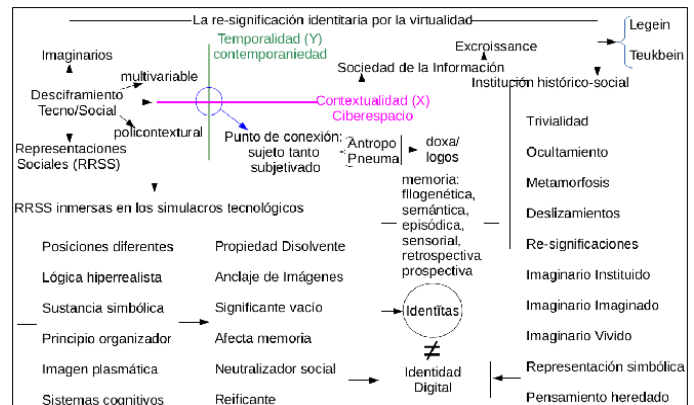 La re-significación identitaria por la virtualidad
Legein
Teukbein
Temporalidad (Y)
contemporaniedad
Imaginarios
Excroissance
multivariable
Sociedad de la Información
Institución histórico-social
Desciframiento
Tecno/Social
Contextualidad (X)
Ciberespacio
policontextural
Punto de conexión:
sujeto tanto
subjetivado
Antropo
Pneuma
doxa/
logos
Representaciones
Sociales (RRSS)
RRSS inmersas en los simulacros tecnológicos
memoria:
fIlogenética,
semántica,
episódica,
sensorial,
retrospectiva
prospectiva
Trivialidad
Ocultamiento
Metamorfosis
Deslizamientos
Re-significaciones
Imaginario Instituido
Imaginario Imaginado
Imaginario Vivido
Representación simbólica
Pensamiento heredado
Posiciones diferentes
Lógica hiperrealista
Sustancia simbólica
Principio organizador
Imagen plasmática
Sistemas cognitivos
Propiedad Disolvente
Anclaje de Imágenes
Significante vacío
Afecta memoria
Neutralizador social
Reificante
Identĩtas
≠
Identidad
Digital